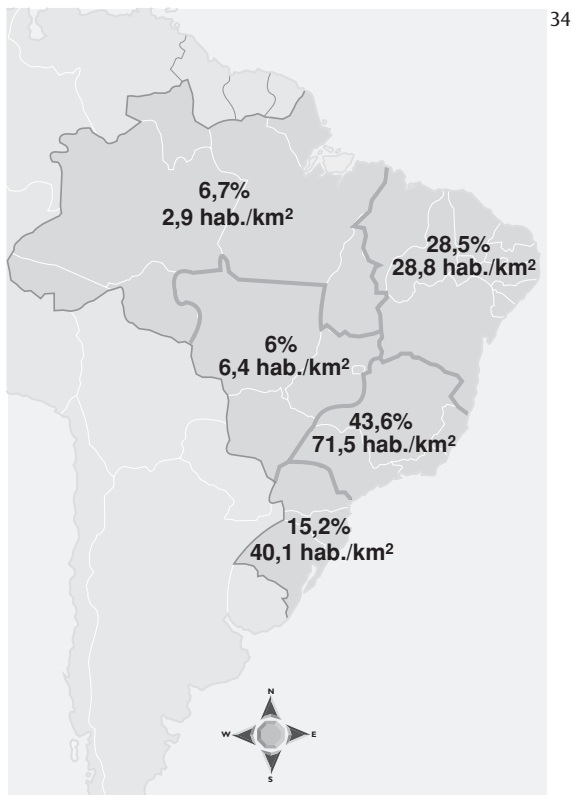 34
6,7%
2,9 hab./km²
28,5%
28,8 hab./km²
6%
6,4 hab./km²
43,6%
71,5 hab./km²
15,2%
40,1 hab./km²
N
W E
S